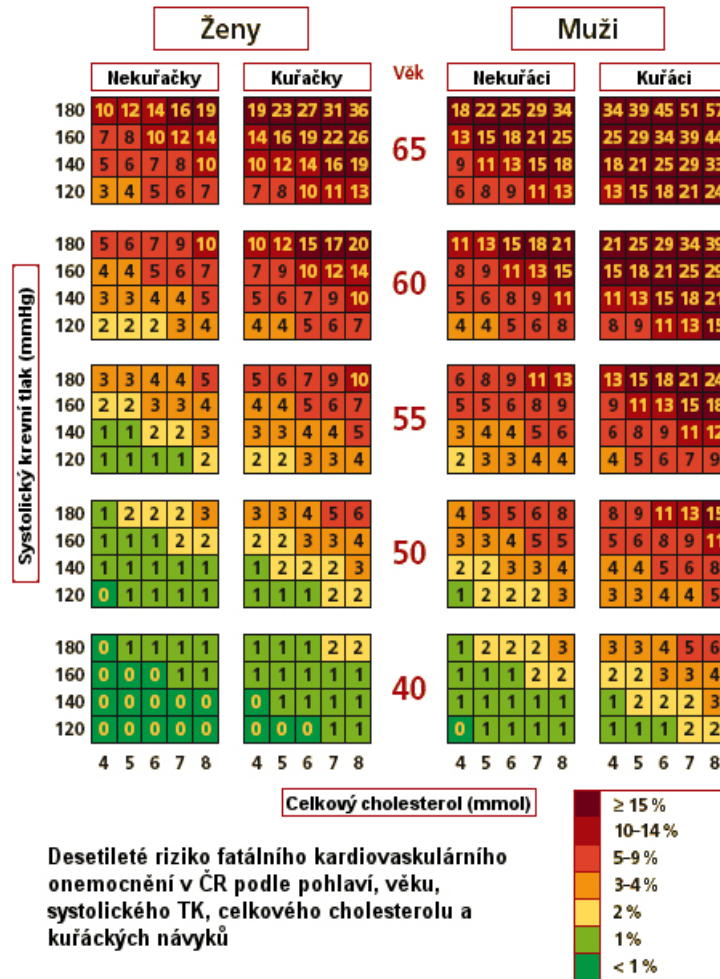 Ženy Muži
Nekuřačky Kuřačky Věk Nekuřáci Kuřáci
180 10 12 14 16 19 19 23 27 31 36 18 22 25 29 34 34 39 45 51 57
160 7 8 10 12 14 14 16 19 22 26 13 15 18 21 25 25 29 34 39 44
65
140 5 6 7 8 10 10 12 14 16 19 9 11 13 15 18 18 21 25 29 33
120 3 4 5 6 7 7 8 10 11 13 6 8 9 11 13 13 15 18 21 24
180 5 6 7 9 10 10 12 15 17 20 11 13 15 18 21 21 25 29 34 39
160 4 4 5 6 7 7 9 10 12 14 8 9 11 13 15 15 18 21 25 29
60
140 3 3 4 4 5 5 6 7 9 10 5 6 8 9 11 11 13 15 18 21
120 2 2 2 3 4 4 4 5 6 7 4 4 5 6 8 8 9 11 13 15
Systolický krevní tlak (mmHg)
180 3 3 4 4 5 5 6 7 9 10 6 8 9 11 13 13 15 18 21 24
160 2 2 3 3 4 4 4 5 6 7 5 5 6 8 9 9 11 13 15 18
55
140 1 1 2 2 3 3 3 4 4 5 3 4 4 5 6 6 8 9 11 12
120 1 1 1 1 2 2 2 3 3 4 2 3 3 4 4 4 5 6 7 9
180 1 2 2 2 3 3 3 4 5 6 4 5 5 6 8 8 9 11 13 15
160 1 1 1 2 2 2 2 3 3 4 3 3 4 5 5 5 6 8 9 11
50
140 1 1 1 1 1 1 2 2 2 3 2 2 3 3 4 4 4 5 6 8
120 0 1 1 1 1 1 1 1 2 2 1 2 2 2 3 3 3 4 4 5
180 0 1 1 1 1 1 1 1 2 2 1 2 2 2 3 3 3 4 5 6
160 0 0 0 1 1 1 1 1 1 1 1 1 1 2 2 2 2 3 3 4
40
140 0 0 0 0 0 0 1 1 1 1 1 1 1 1 1 1 2 2 2 3
120 0 0 0 0 0 0 0 0 1 1 0 1 1 1 1 1 1 1 2 2
4 5 6 7 8 4 5 6 7 8 4 5 6 7 8 4 5 6 7 8
Celkový cholesterol (mmol)
≥ 15 %
10–14 %
5–9 %
3–4 %
2 %
1 %
< 1 %
Desetileté riziko fatálního kardiovaskulárního
onemocnění v ČR podle pohlaví, věku,
systolického TK, celkového cholesterolu a
kuřáckých návyků